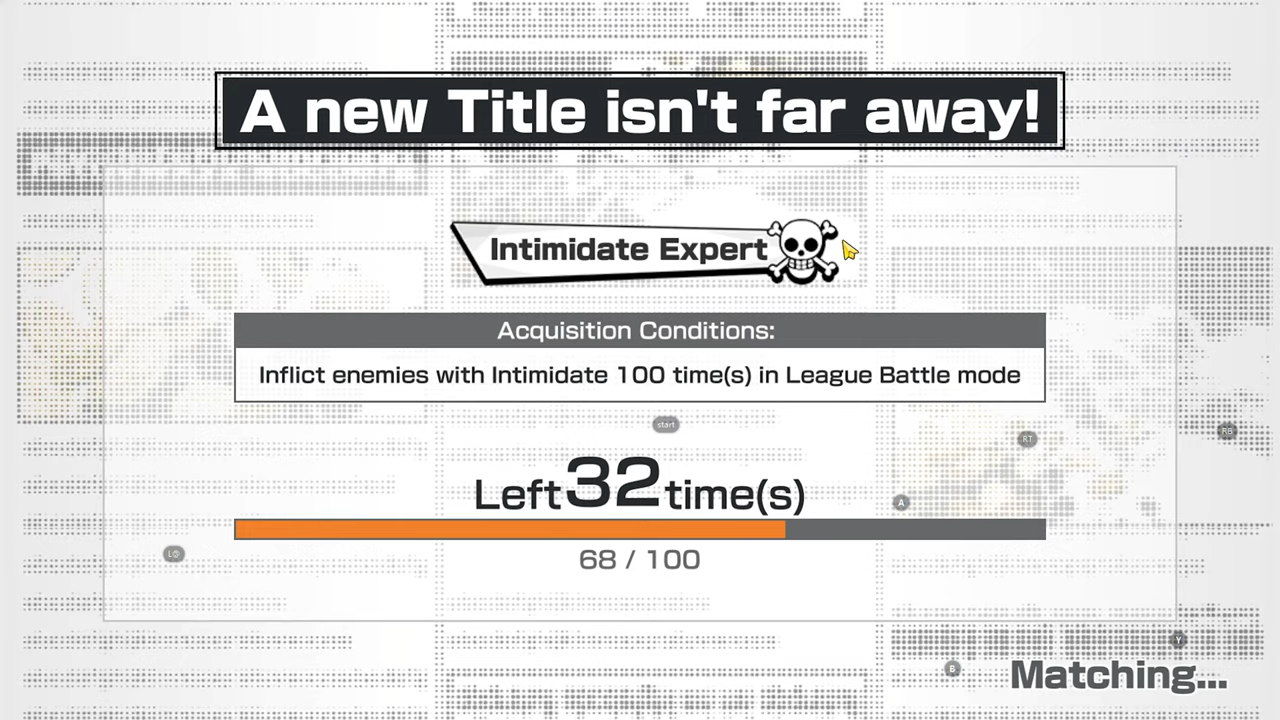 A new Title isn't far away!
Intimidate Expert
Acquisition Conditions:
Inflict enemies with Intimidate 100 time(s) in League Battle mode
start
RB
RT
Left 32 time(s)
A
68 / 100
Y
B
Matching...